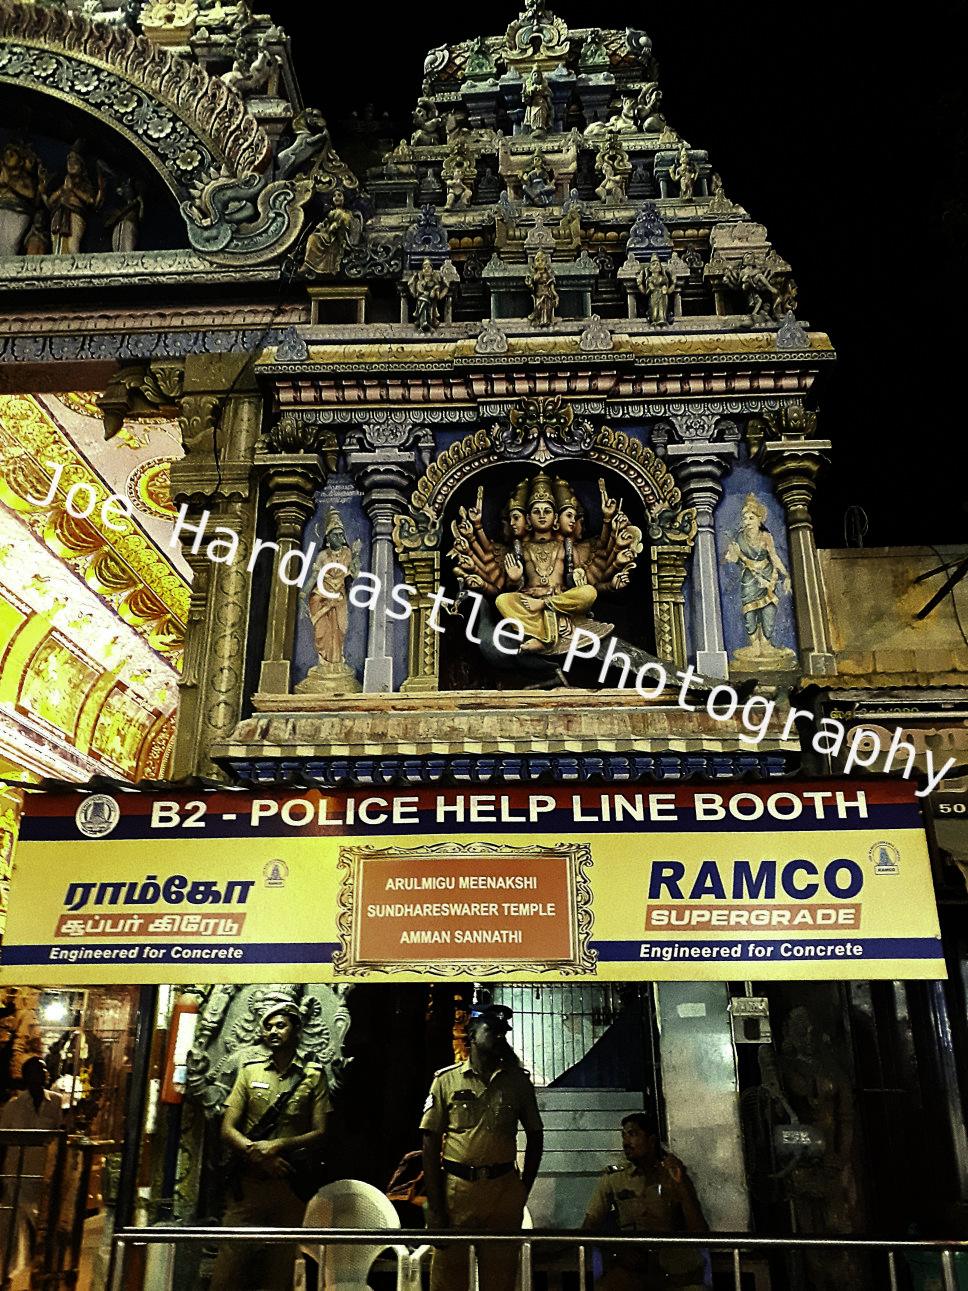 Joe Hardcastle Photography
B2 - POLICE HELP LINE BOOTH
ராம்கோ
சூப்பர் கிரேடு
Engineered for Concrete
ARULMIGU MEENAKSHI
SUNDHARESWARER TEMPLE
AMMAN SANNATHI
RAMCO
SUPERGRADE
Engineered for Concrete
50